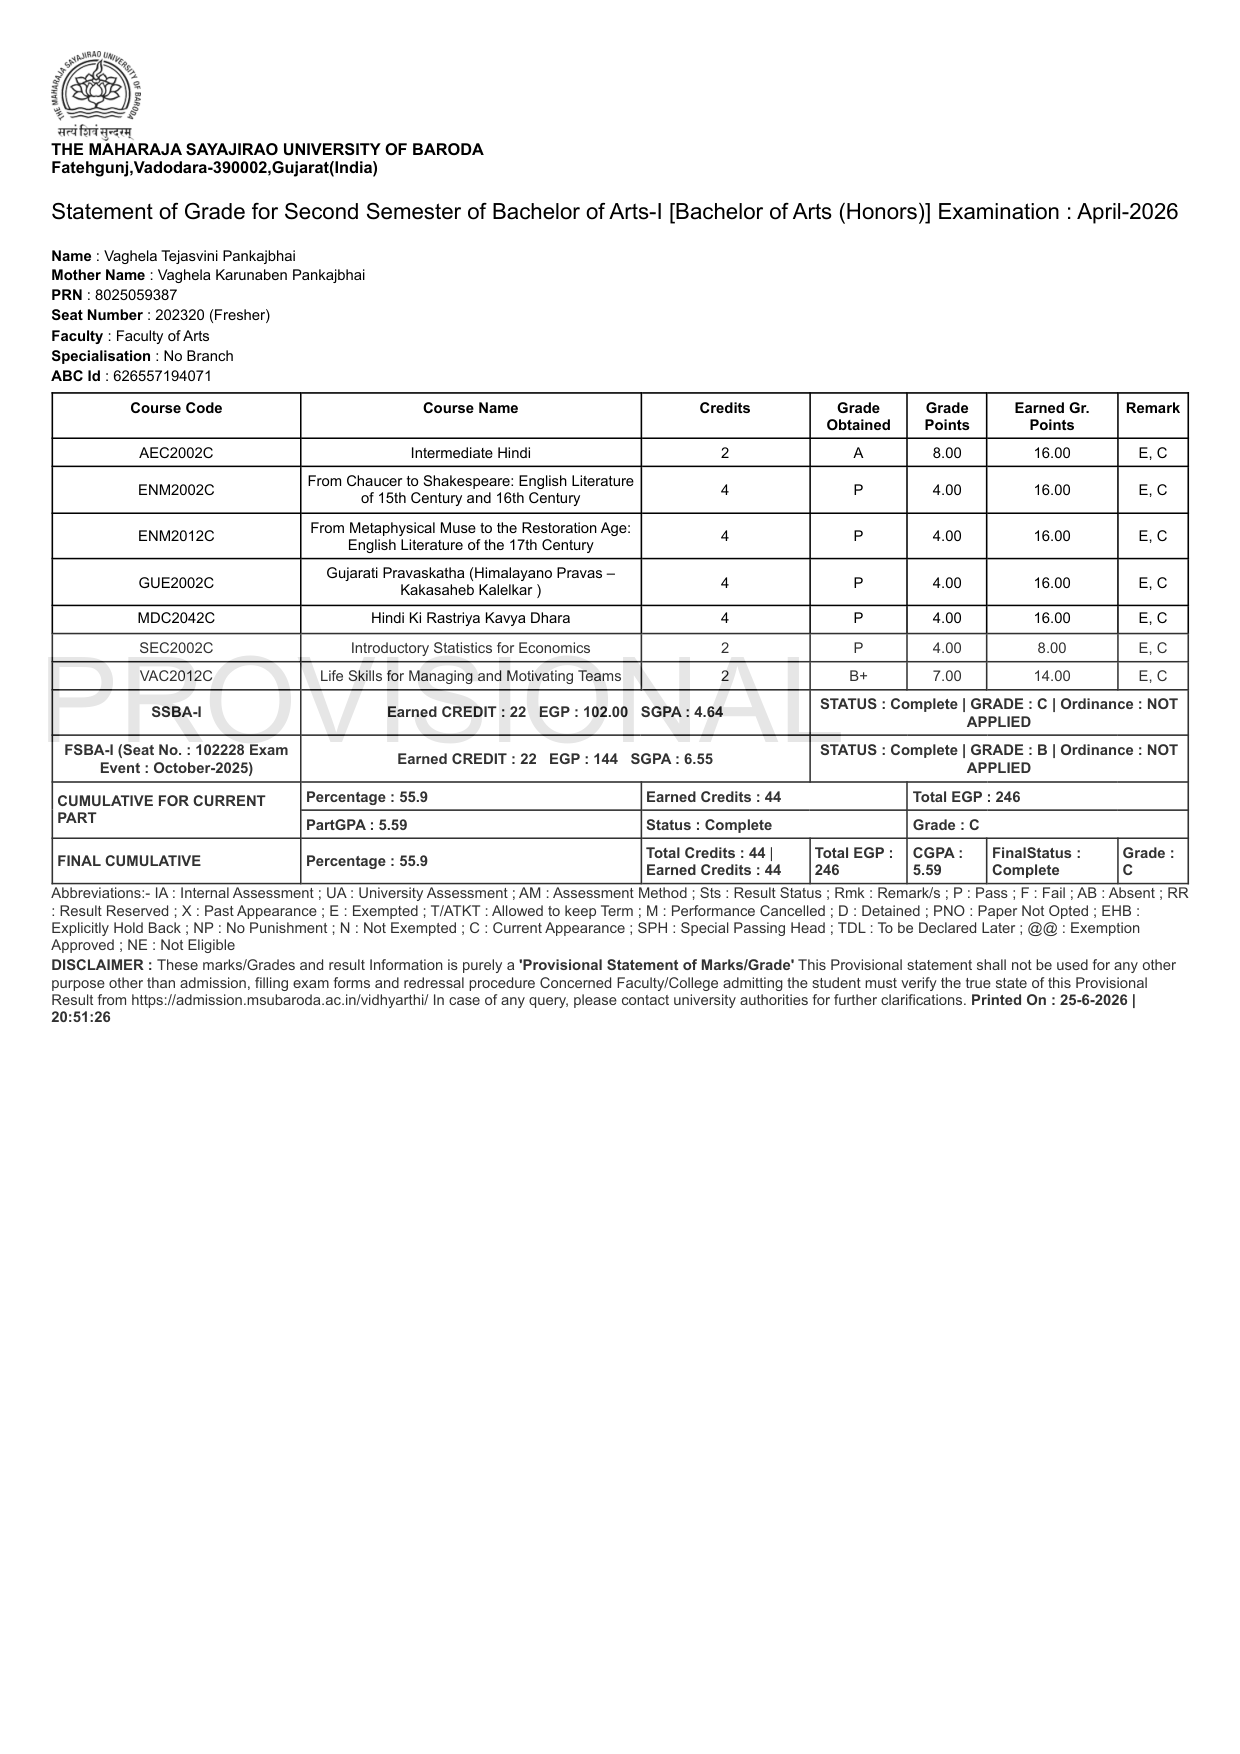 THE MAHARAJA SAYAJIRAO UNIVERSITY OF BARODA
सत्यं शिवं सुन्दरम्
THE MAHARAJA SAYAJIRAO UNIVERSITY OF BARODA
Fatehgunj,Vadodara-390002,Gujarat(India)
Statement of Grade for Second Semester of Bachelor of Arts-I [Bachelor of Arts (Honors)] Examination : April-2026
Name : Vaghela Tejasvini Pankajbhai
Mother Name : Vaghela Karunaben Pankajbhai
PRN : 8025059387
Seat Number : 202320 (Fresher)
Faculty : Faculty of Arts
Specialisation : No Branch
ABC Id : 626557194071
Course Code Course Name Credits Grade Obtained Grade Points Earned Gr. Points Remark
AEC2002C Intermediate Hindi 2 A 8.00 16.00 E, C
ENM2002C From Chaucer to Shakespeare: English Literature of 15th Century and 16th Century 4 P 4.00 16.00 E, C
ENM2012C From Metaphysical Muse to the Restoration Age: English Literature of the 17th Century 4 P 4.00 16.00 E, C
GUE2002C Gujarati Pravaskatha (Himalayano Pravas – Kakasaheb Kalelkar ) 4 P 4.00 16.00 E, C
MDC2042C Hindi Ki Rastriya Kavya Dhara 4 P 4.00 16.00 E, C
SEC2002C Introductory Statistics for Economics 2 P 4.00 8.00 E, C
VAC2012C Life Skills for Managing and Motivating Teams 2 B+ 7.00 14.00 E, C
PROVISIONAL
SSBA-I Earned CREDIT : 22 EGP : 102.00 SGPA : 4.64 STATUS : Complete | GRADE : C | Ordinance : NOT APPLIED
FSBA-I (Seat No. : 102228 Exam Event : October-2025) Earned CREDIT : 22 EGP : 144 SGPA : 6.55 STATUS : Complete | GRADE : B | Ordinance : NOT APPLIED
CUMULATIVE FOR CURRENT PART Percentage : 55.9 Earned Credits : 44 Total EGP : 246
PartGPA : 5.59 Status : Complete Grade : C
FINAL CUMULATIVE Percentage : 55.9 Total Credits : 44 | Earned Credits : 44 Total EGP : 246 CGPA : 5.59 FinalStatus : Complete Grade : C
Abbreviations:- IA : Internal Assessment ; UA : University Assessment ; AM : Assessment Method ; Sts : Result Status ; Rmk : Remark/s ; P : Pass ; F : Fail ; AB : Absent ; RR
: Result Reserved ; X : Past Appearance ; E : Exempted ; T/ATKT : Allowed to keep Term ; M : Performance Cancelled ; D : Detained ; PNO : Paper Not Opted ; EHB :
Explicitly Hold Back ; NP : No Punishment ; N : Not Exempted ; C : Current Appearance ; SPH : Special Passing Head ; TDL : To be Declared Later ; @@ : Exemption
Approved ; NE : Not Eligible
DISCLAIMER : These marks/Grades and result Information is purely a 'Provisional Statement of Marks/Grade' This Provisional statement shall not be used for any other
purpose other than admission, filling exam forms and redressal procedure Concerned Faculty/College admitting the student must verify the true state of this Provisional
Result from https://admission.msubaroda.ac.in/vidhyarthi/ In case of any query, please contact university authorities for further clarifications. Printed On : 25-6-2026 |
20:51:26